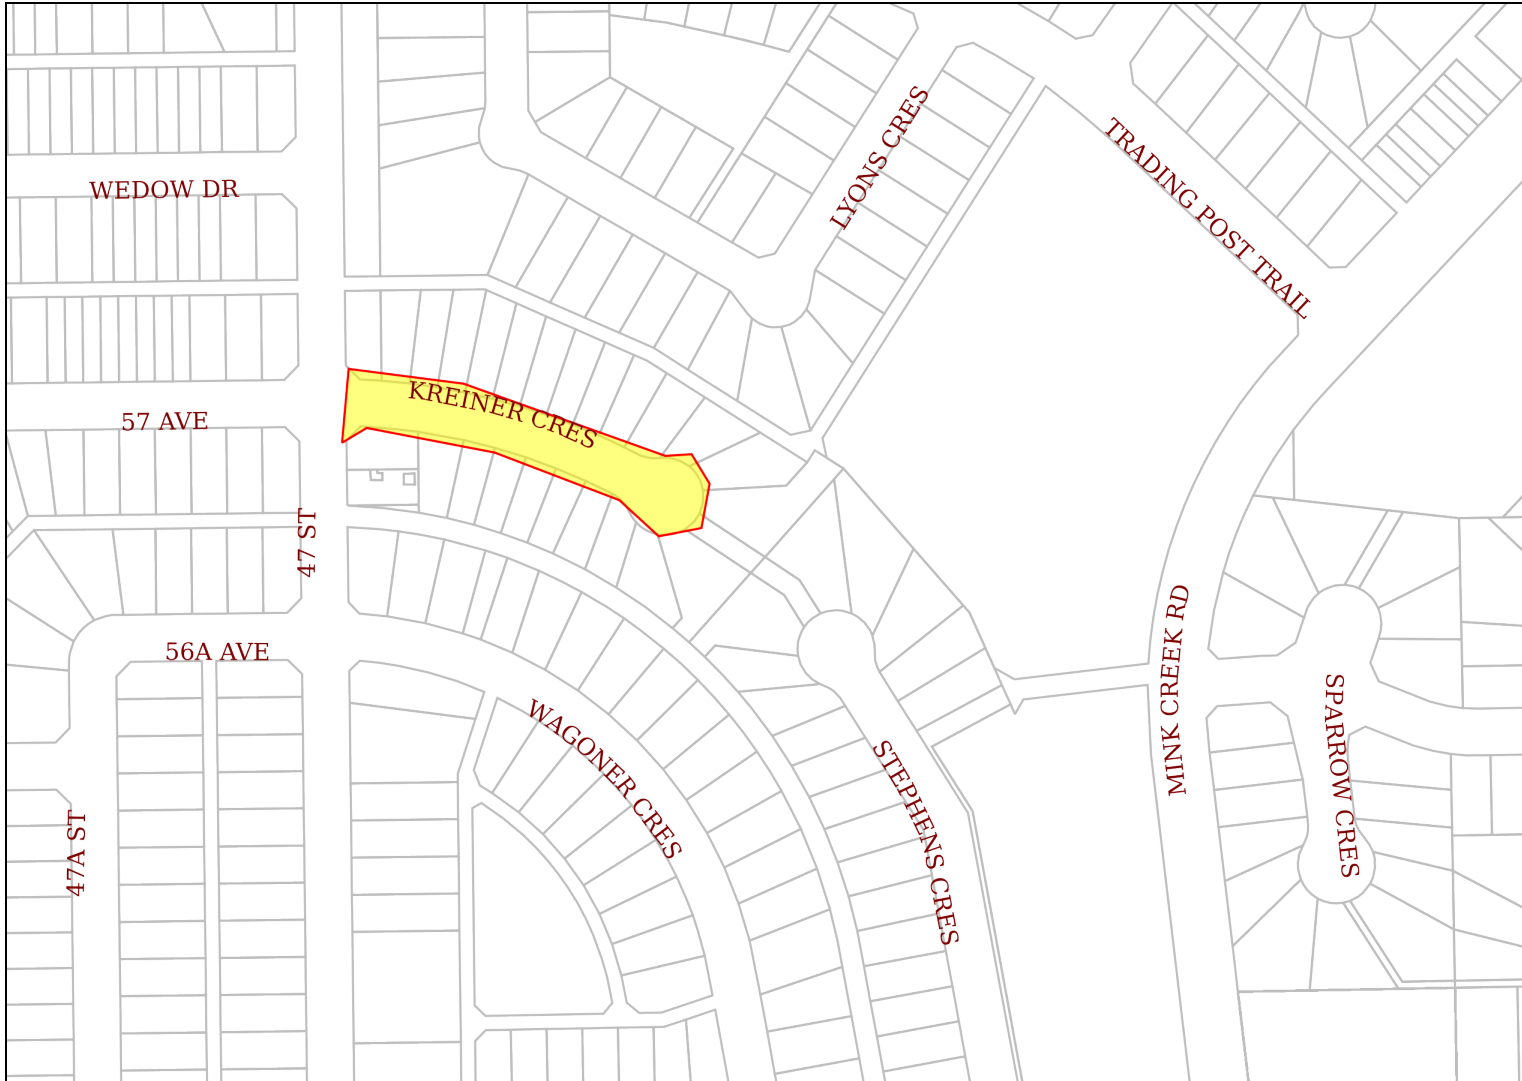 LYONS CRES
TRADING POST TRAIL
WEDOW DR
KREINER CRES
57 AVE
47 ST
56A AVE
WAGONER CRES
MINK CREEK RD
SPARROW CRES
STEPHENS CRES
47A ST